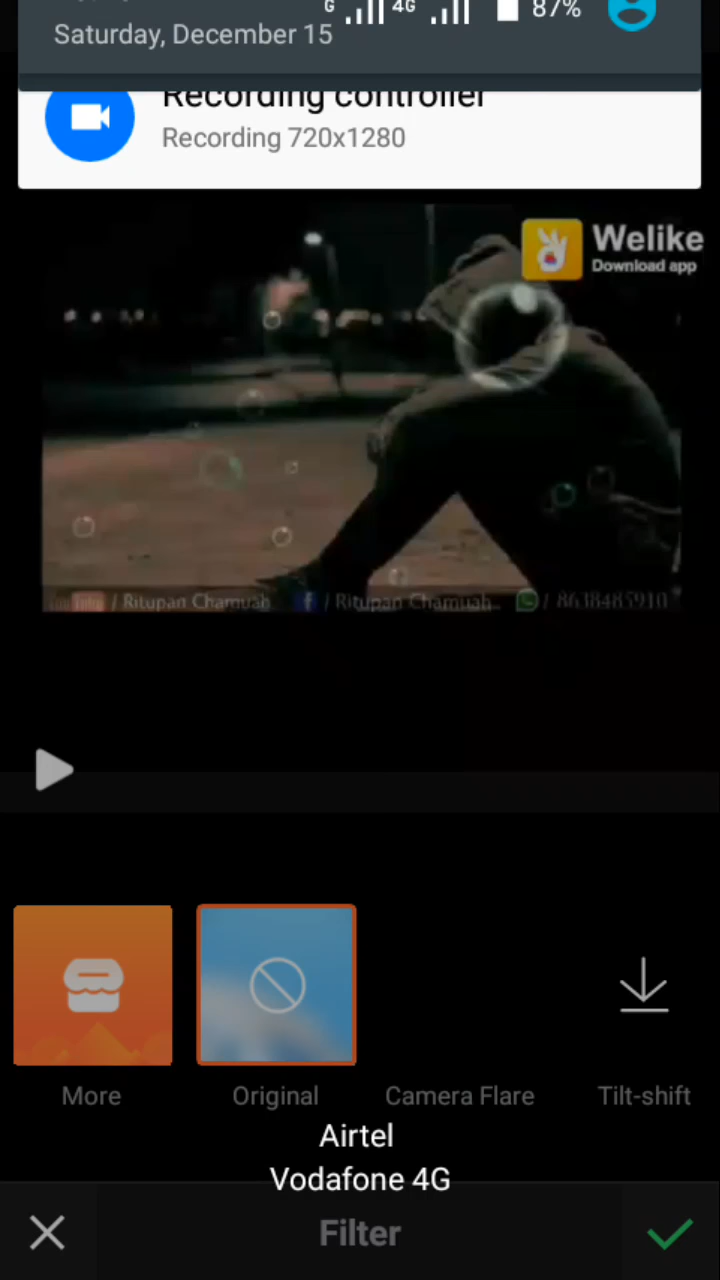 G 4G 87%
Saturday, December 15
Recording controller
Recording 720x1280
Welike
Download app
/ Ritupan Chamuah
f / Ritupan Chamuah
/ 8638485910
More
Original
Camera Flare
Tilt-shift
Airtel
Vodafone 4G
Filter